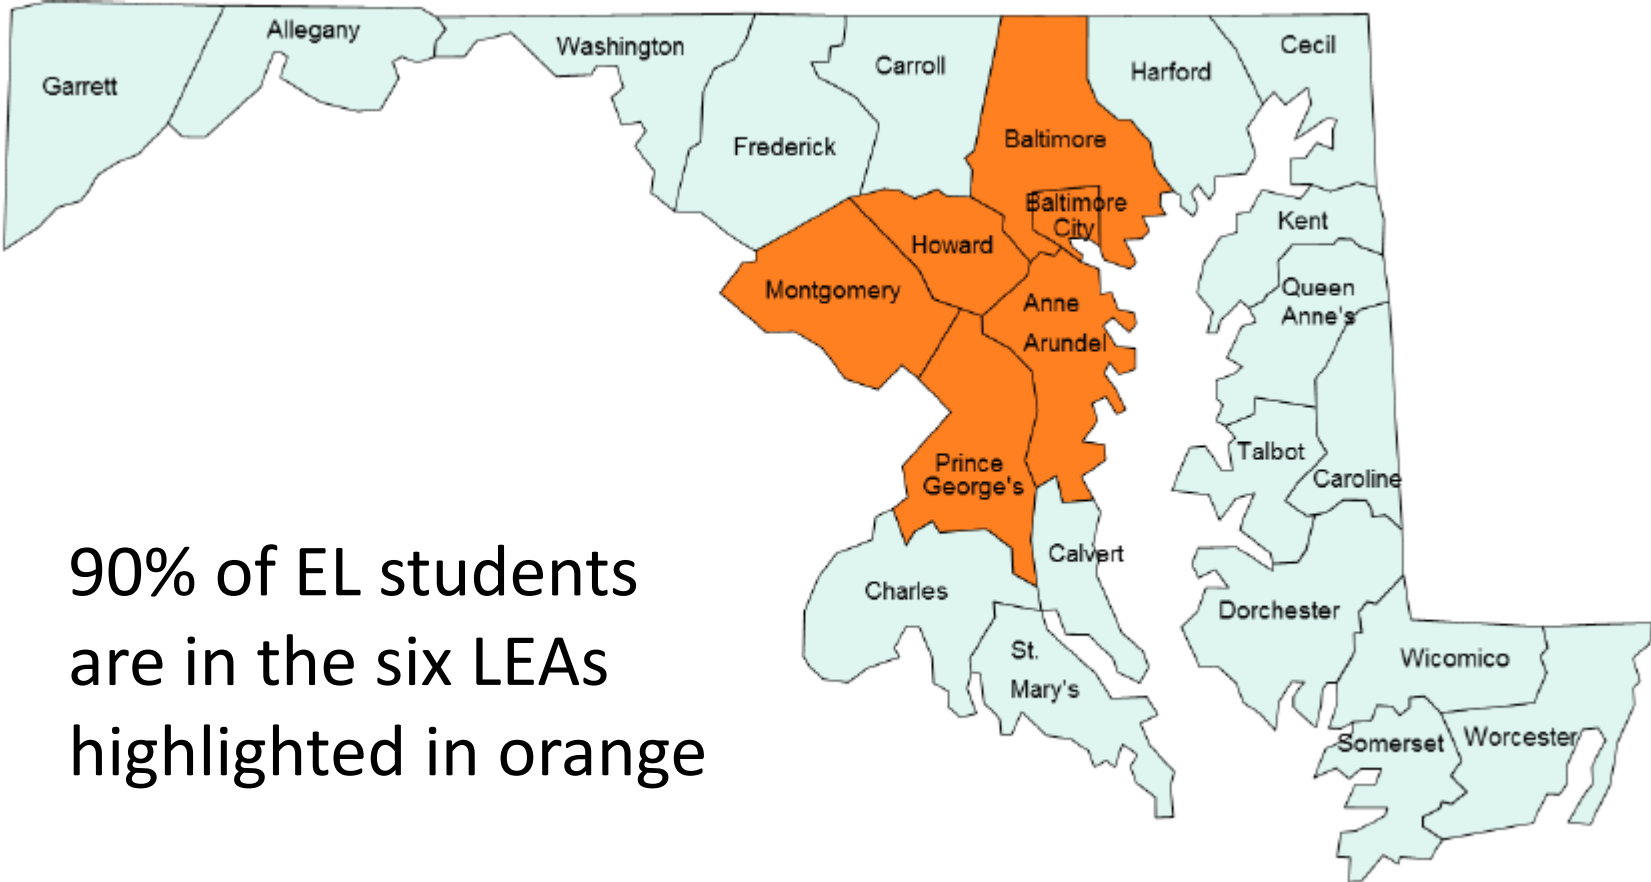 Garrett
Allegany
Washington
Frederick
Carroll
Baltimore
Baltimore
City
Harford
Cecil
Kent
Queen
Anne's
Howard
Montgomery
Anne
Arundel
Prince
George's
Talbot
Caroline
Calvert
Charles
St.
Mary's
Dorchester
Wicomico
Somerset
Worcester
90% of EL students
are in the six LEAs
highlighted in orange